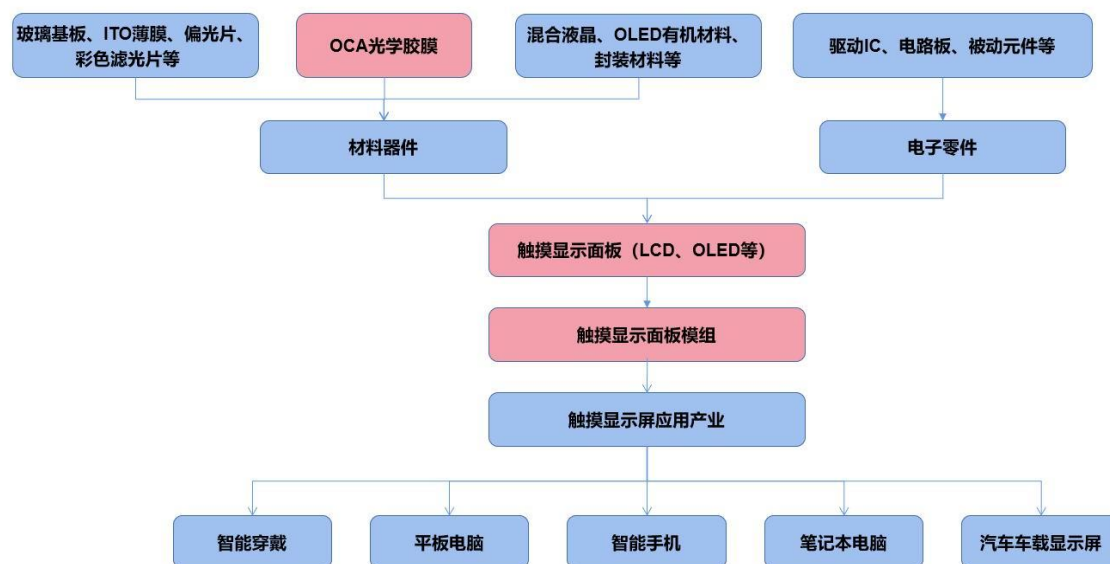 玻璃基板、ITO薄膜、偏光片、
彩色滤光片等
OCA光学胶膜
混合液晶、OLED有机材料、
封装材料等
驱动IC、电路板、被动元件等
材料器件
电子零件
触摸显示面板（LCD、OLED等）
触摸显示面板模组
触摸显示屏应用产业
智能穿戴
平板电脑
智能手机
笔记本电脑
汽车车载显示屏